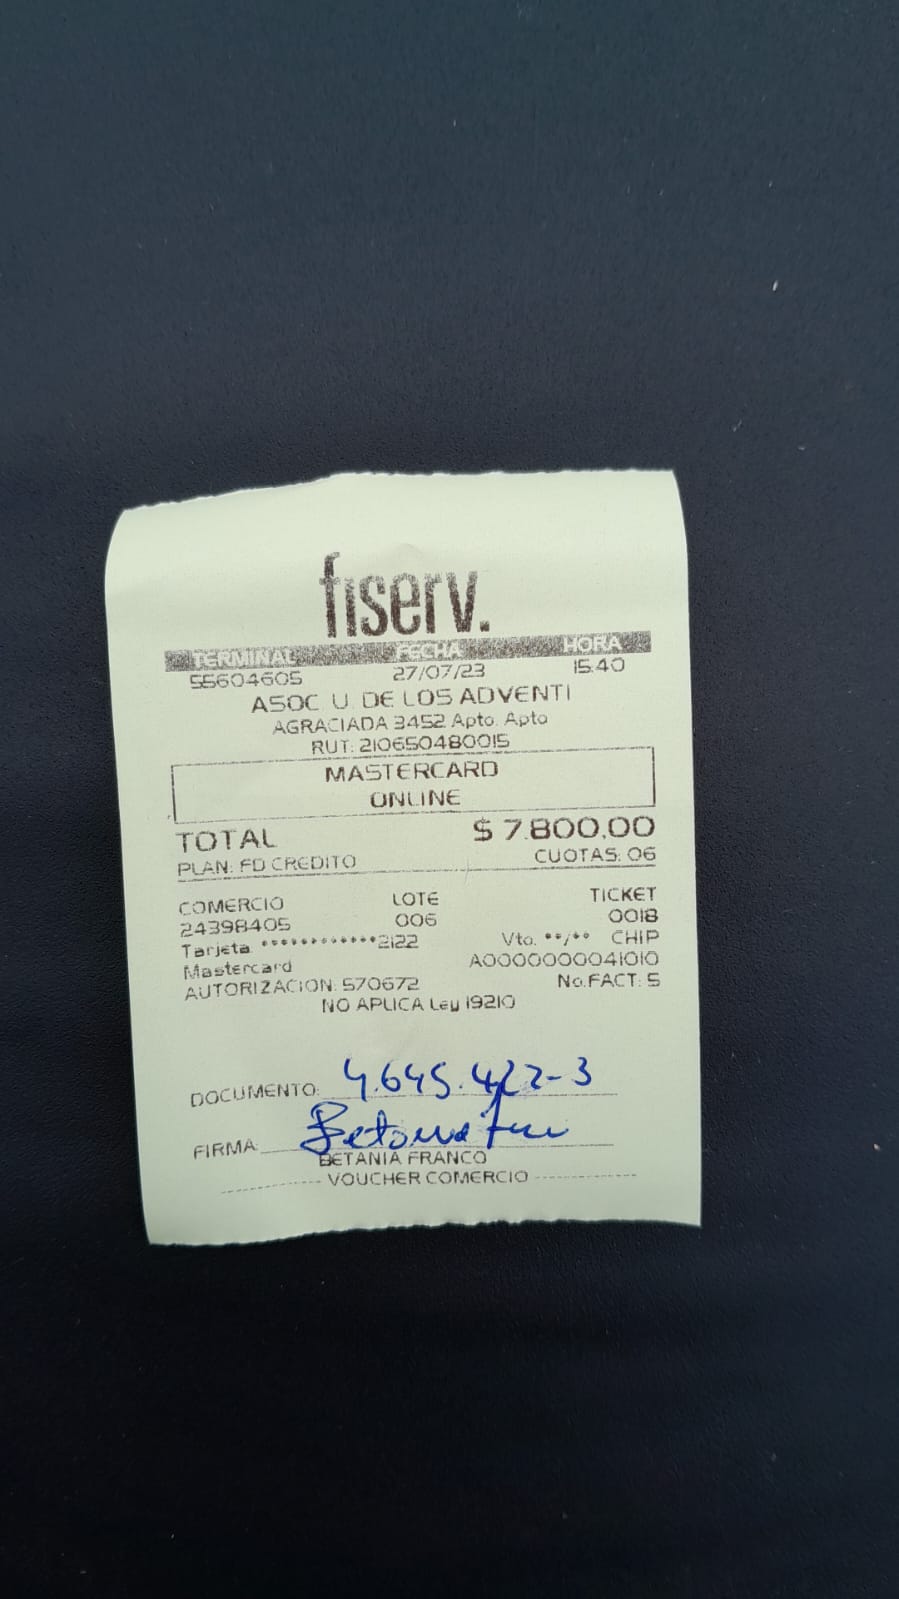 fiserv.
TERMINAL FECHA HORA
55604605 27/07/23 15:40
ASOC U. DE LOS ADVENTI
AGRACIADA 3452 Apto. Apto
RUT: 210650480015
MASTERCARD
ONLINE
TOTAL $ 7.800,00
PLAN: FD CREDITO CUOTAS: 06
COMERCIO LOTE TICKET
24398405 006 0018
Tarjeta ************2122 Vto. **/** CHIP
Mastercard A0000000041010
AUTORIZACION: 570672 No.FACT: 5
NO APLICA Ley 19210
DOCUMENTO: 4.645.422-3
FIRMA:
BETANIA FRANCO
VOUCHER COMERCIO